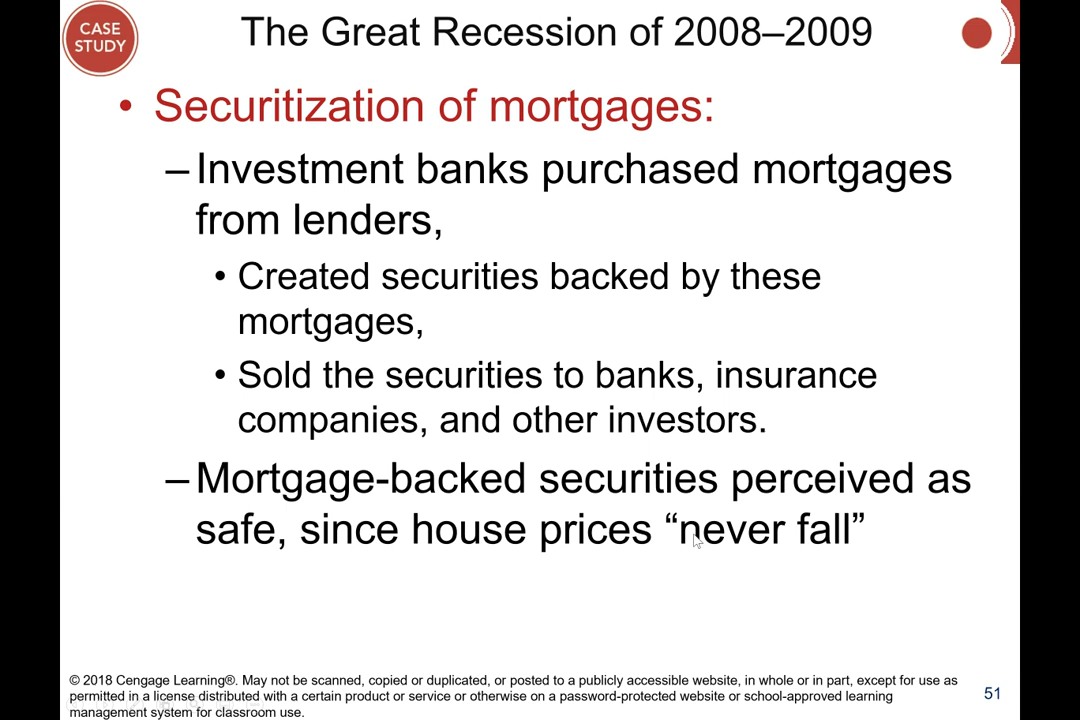 CASE
STUDY
The Great Recession of 2008–2009
• Securitization of mortgages:
– Investment banks purchased mortgages
from lenders,
• Created securities backed by these
mortgages,
• Sold the securities to banks, insurance
companies, and other investors.
– Mortgage-backed securities perceived as
safe, since house prices “never fall”
© 2018 Cengage Learning®. May not be scanned, copied or duplicated, or posted to a publicly accessible website, in whole or in part, except for use as
permitted in a license distributed with a certain product or service or otherwise on a password-protected website or school-approved learning
management system for classroom use.
51